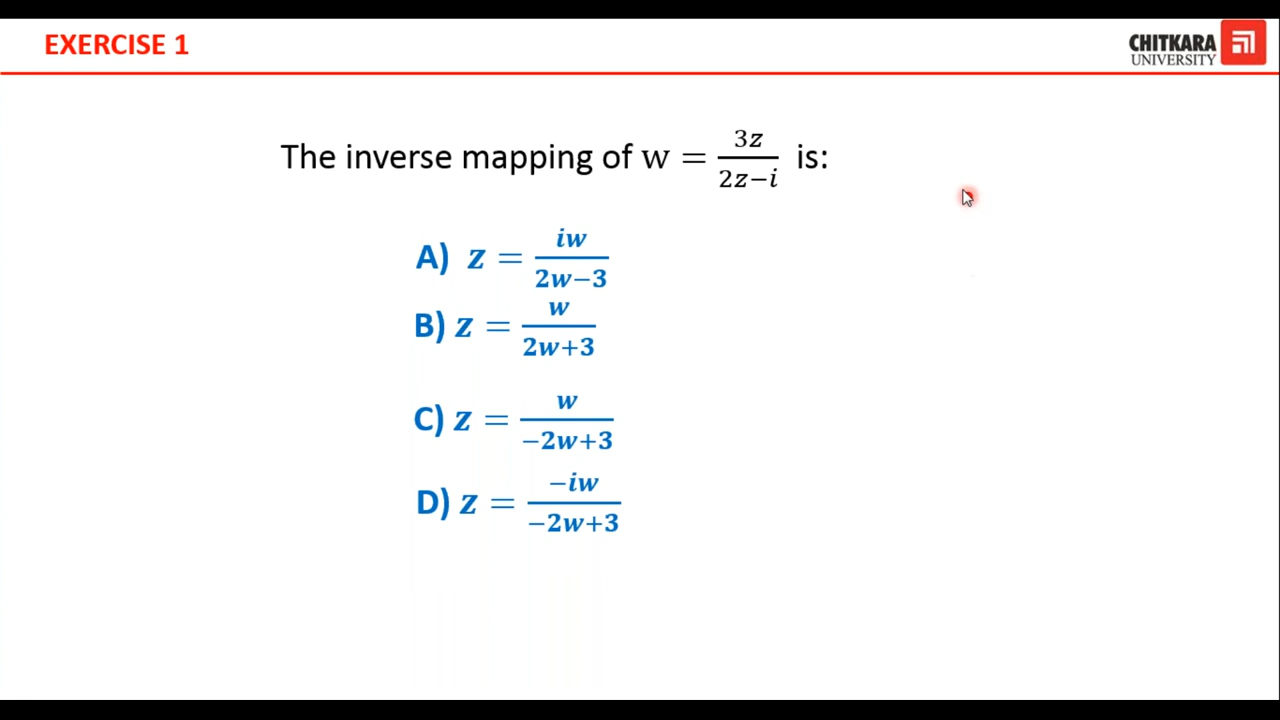 EXERCISE 1
CHITKARA
UNIVERSITY
The inverse mapping of w = 3z/(2z−i) is:
A) z = iw/(2w−3)
B) z = w/(2w+3)
C) z = w/(−2w+3)
D) z = −iw/(−2w+3)